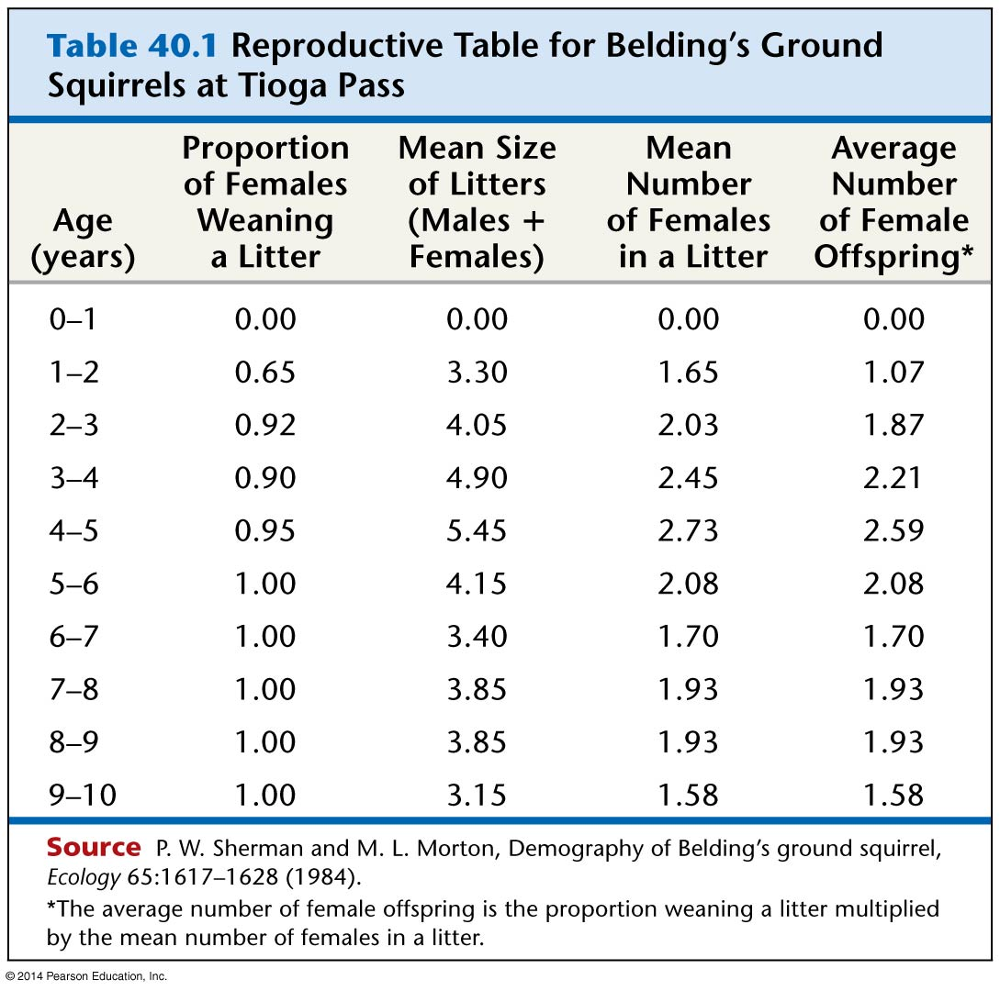 Table 40.1 Reproductive Table for Belding’s Ground
Squirrels at Tioga Pass
Age
(years)
Proportion
of Females
Weaning
a Litter
Mean Size
of Litters
(Males +
Females)
Mean
Number
of Females
in a Litter
Average
Number
of Female
Offspring*
0–1 0.00 0.00 0.00 0.00
1–2 0.65 3.30 1.65 1.07
2–3 0.92 4.05 2.03 1.87
3–4 0.90 4.90 2.45 2.21
4–5 0.95 5.45 2.73 2.59
5–6 1.00 4.15 2.08 2.08
6–7 1.00 3.40 1.70 1.70
7–8 1.00 3.85 1.93 1.93
8–9 1.00 3.85 1.93 1.93
9–10 1.00 3.15 1.58 1.58
Source P. W. Sherman and M. L. Morton, Demography of Belding’s ground squirrel,
Ecology 65:1617–1628 (1984).
*The average number of female offspring is the proportion weaning a litter multiplied
by the mean number of females in a litter.
© 2014 Pearson Education, Inc.